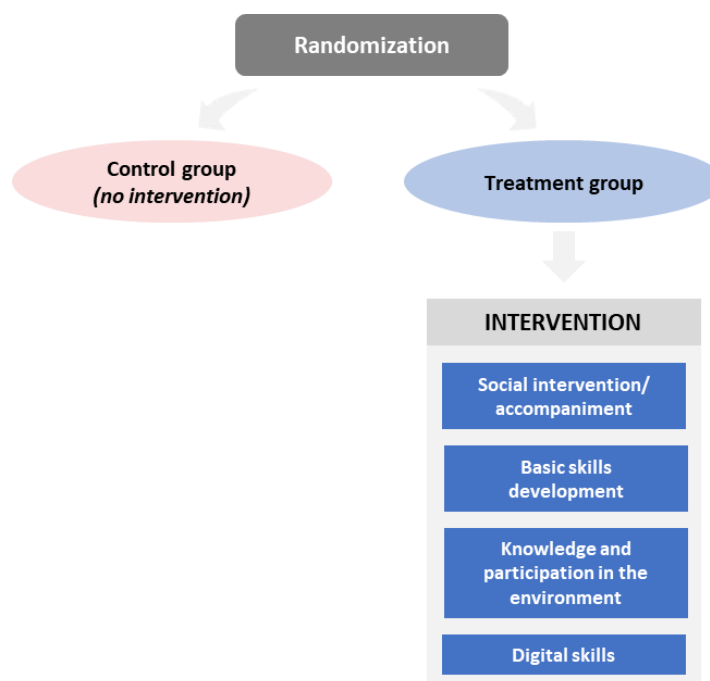 Randomization
Control group
(no intervention)
Treatment group
INTERVENTION
Social intervention/
accompaniment
Basic skills
development
Knowledge and
participation in the
environment
Digital skills